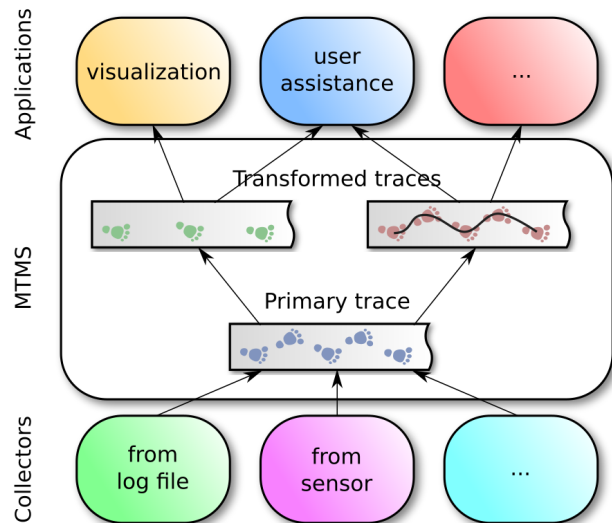 Applications
visualization
user
assistance
...
MTMS
Transformed traces
Primary trace
Collectors
from
log file
from
sensor
...